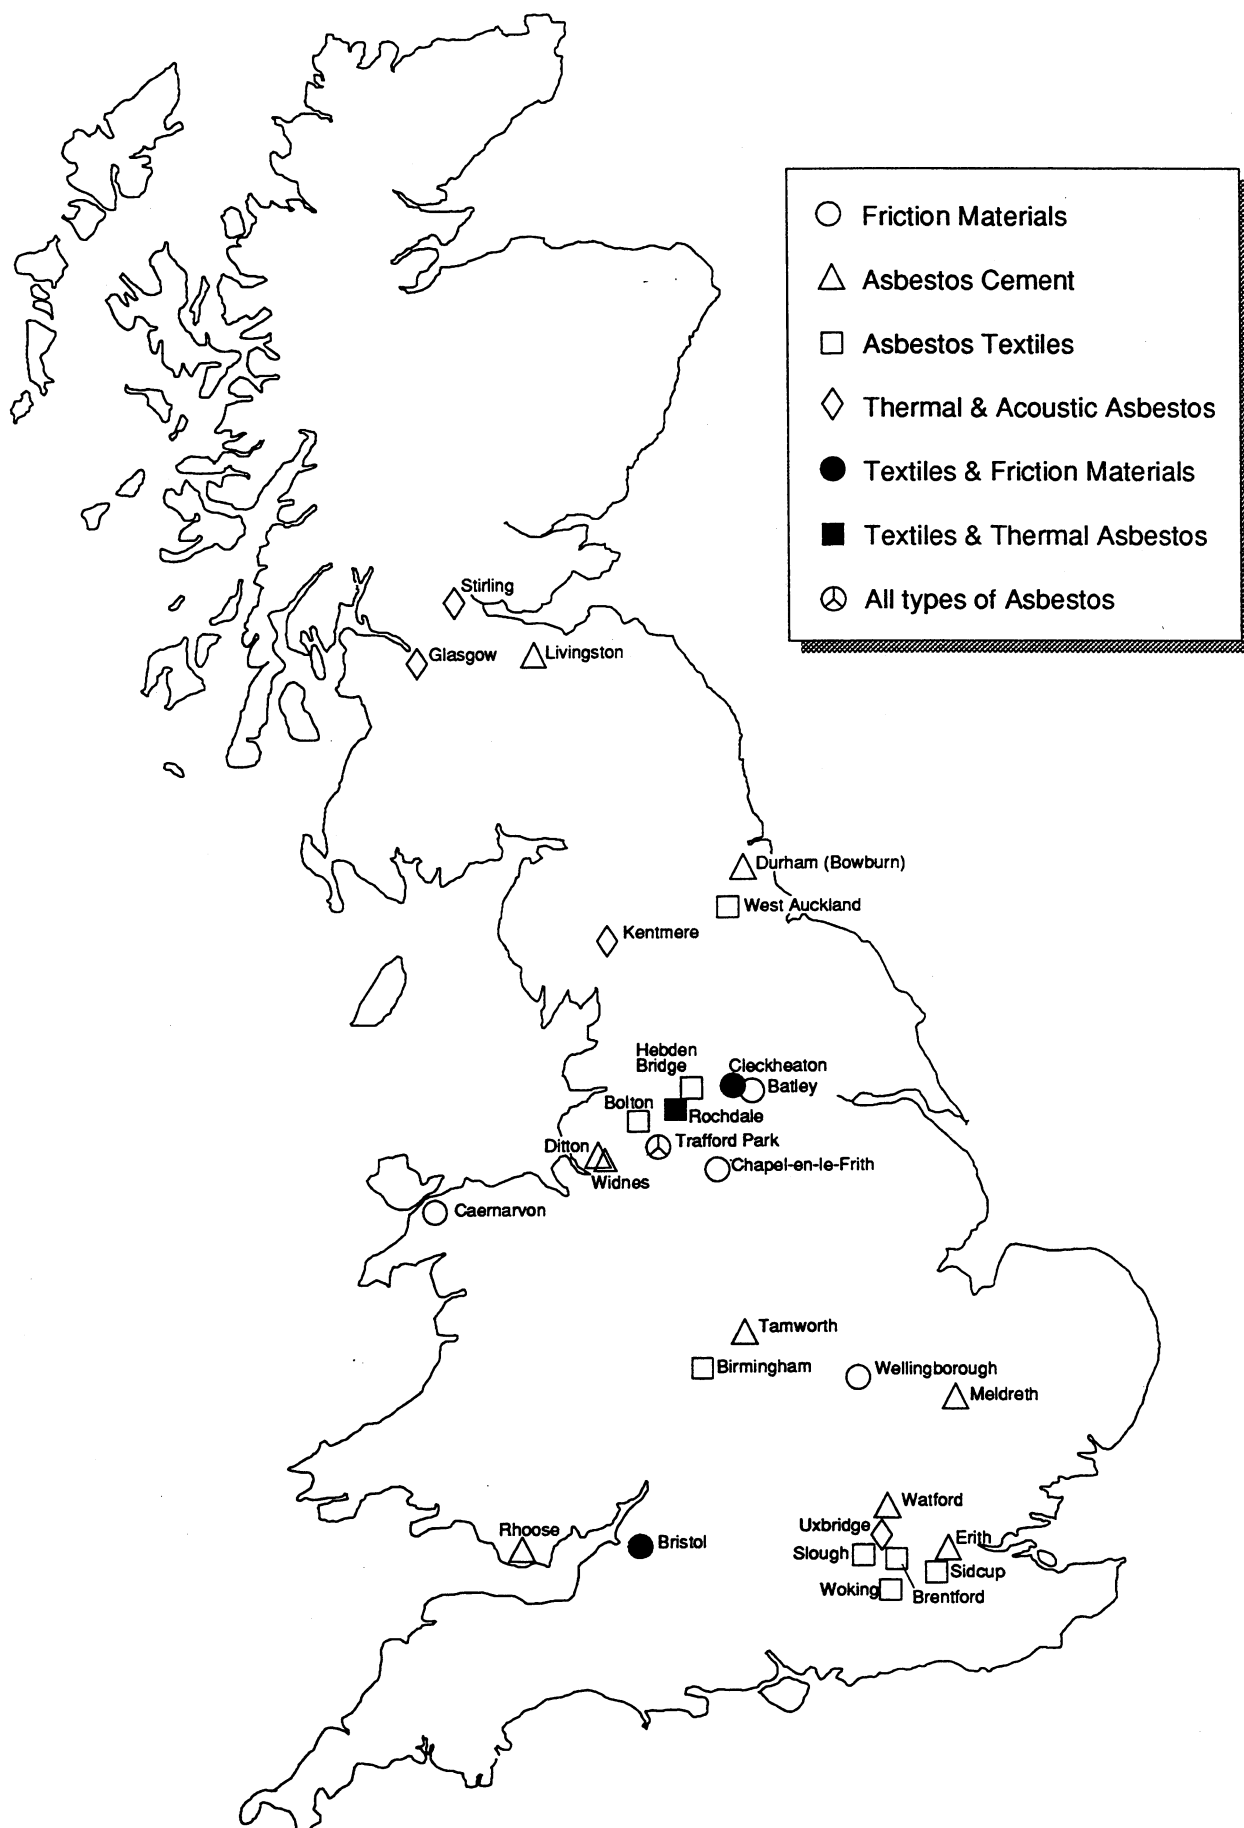 Friction Materials
Asbestos Cement
Asbestos Textiles
Thermal & Acoustic Asbestos
Textiles & Friction Materials
Textiles & Thermal Asbestos
All types of Asbestos
Stirling
Glasgow
Livingston
Durham (Bowburn)
West Auckland
Kentmere
Hebden
Bridge
Cleckheaton
Batley
Bolton
Rochdale
Ditton
Trafford Park
Widnes
Chapel-en-le-Frith
Caernarvon
Tamworth
Birmingham
Wellingborough
Meldreth
Watford
Uxbridge
Rhoose
Bristol
Slough
Erith
Sidcup
Woking
Brentford